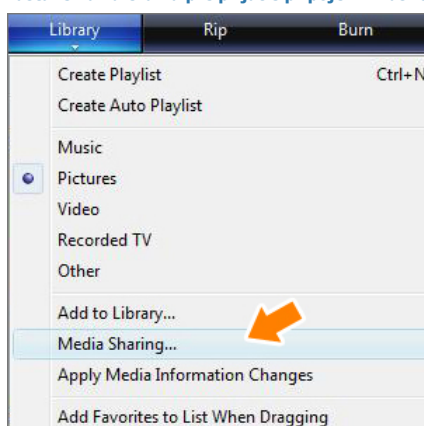 Library Rip Burn
Create Playlist Ctrl+N
Create Auto Playlist
Music
Pictures
Video
Recorded TV
Other
Add to Library...
Media Sharing...
Apply Media Information Changes
Add Favorites to List When Dragging